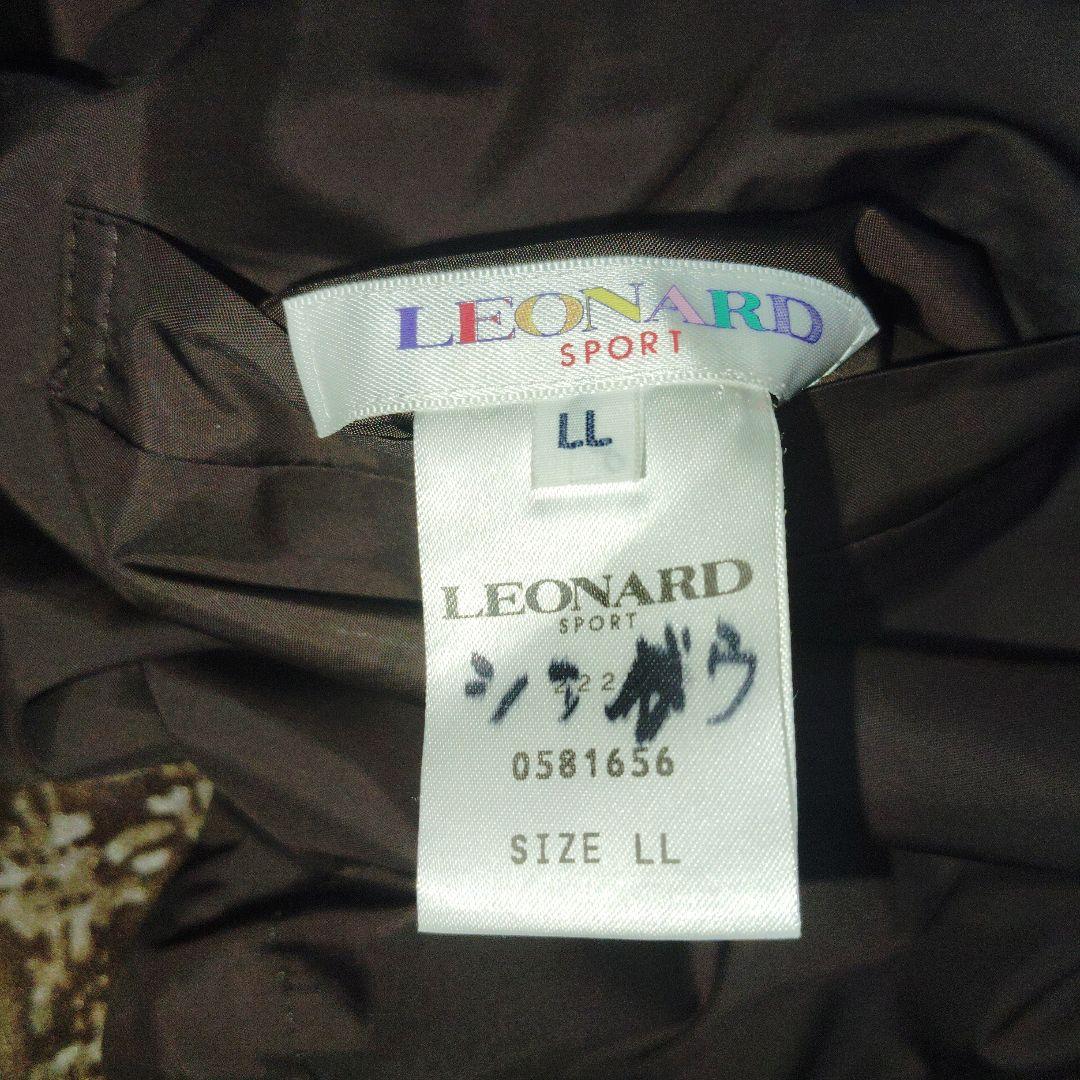 LEONARD
SPORT
LL
LEONARD
SPORT
0581656
SIZE LL